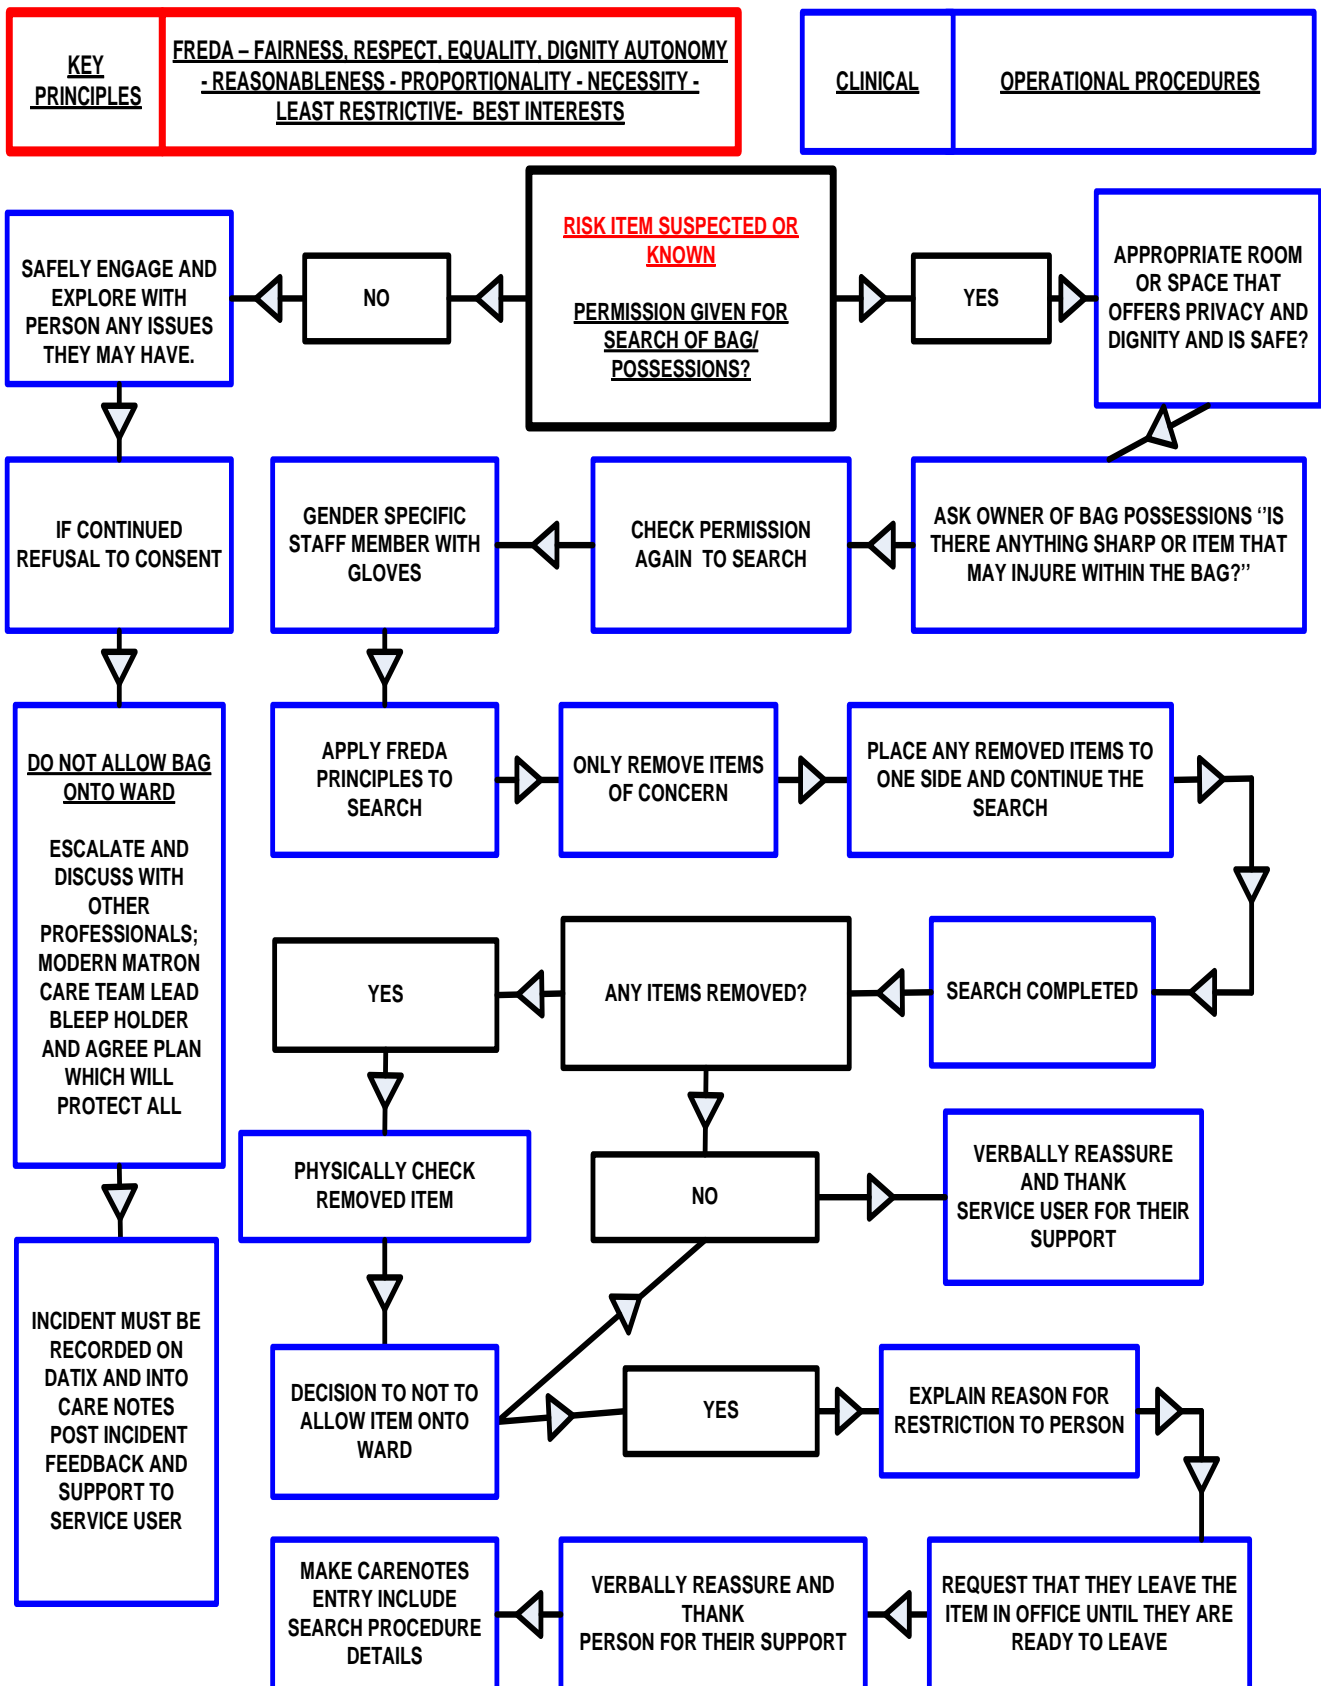 KEY
PRINCIPLES
FREDA – FAIRNESS, RESPECT, EQUALITY, DIGNITY AUTONOMY
- REASONABLENESS - PROPORTIONALITY - NECESSITY -
LEAST RESTRICTIVE- BEST INTERESTS
CLINICAL
OPERATIONAL PROCEDURES
RISK ITEM SUSPECTED OR
KNOWN
PERMISSION GIVEN FOR
SEARCH OF BAG/
POSSESSIONS?
NO
SAFELY ENGAGE AND
EXPLORE WITH
PERSON ANY ISSUES
THEY MAY HAVE.
YES
APPROPRIATE ROOM
OR SPACE THAT
OFFERS PRIVACY AND
DIGNITY AND IS SAFE?
IF CONTINUED
REFUSAL TO CONSENT
GENDER SPECIFIC
STAFF MEMBER WITH
GLOVES
CHECK PERMISSION
AGAIN TO SEARCH
ASK OWNER OF BAG POSSESSIONS ‘’IS
THERE ANYTHING SHARP OR ITEM THAT
MAY INJURE WITHIN THE BAG?’’
DO NOT ALLOW BAG
ONTO WARD
ESCALATE AND
DISCUSS WITH
OTHER
PROFESSIONALS;
MODERN MATRON
CARE TEAM LEAD
BLEEP HOLDER
AND AGREE PLAN
WHICH WILL
PROTECT ALL
APPLY FREDA
PRINCIPLES TO
SEARCH
ONLY REMOVE ITEMS
OF CONCERN
PLACE ANY REMOVED ITEMS TO
ONE SIDE AND CONTINUE THE
SEARCH
YES
ANY ITEMS REMOVED?
SEARCH COMPLETED
PHYSICALLY CHECK
REMOVED ITEM
NO
VERBALLY REASSURE
AND THANK
SERVICE USER FOR THEIR
SUPPORT
INCIDENT MUST BE
RECORDED ON
DATIX AND INTO
CARE NOTES
POST INCIDENT
FEEDBACK AND
SUPPORT TO
SERVICE USER
DECISION TO NOT TO
ALLOW ITEM ONTO
WARD
YES
EXPLAIN REASON FOR
RESTRICTION TO PERSON
MAKE CARENOTES
ENTRY INCLUDE
SEARCH PROCEDURE
DETAILS
VERBALLY REASSURE AND
THANK
PERSON FOR THEIR SUPPORT
REQUEST THAT THEY LEAVE THE
ITEM IN OFFICE UNTIL THEY ARE
READY TO LEAVE